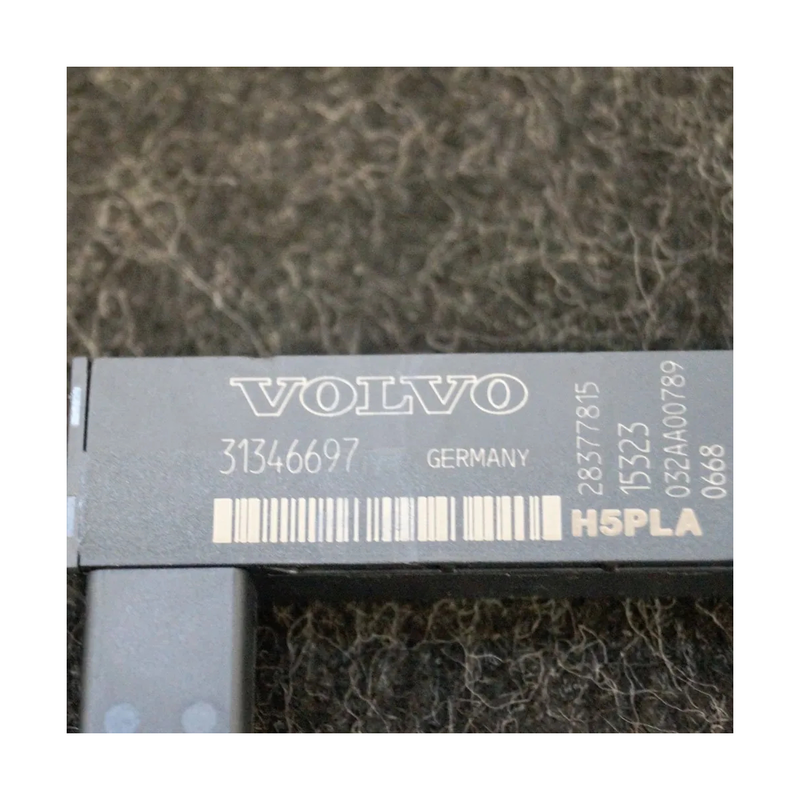 VOLVO
31346697 GERMANY
H5PLA
28377815
15323
032AA00789
0668